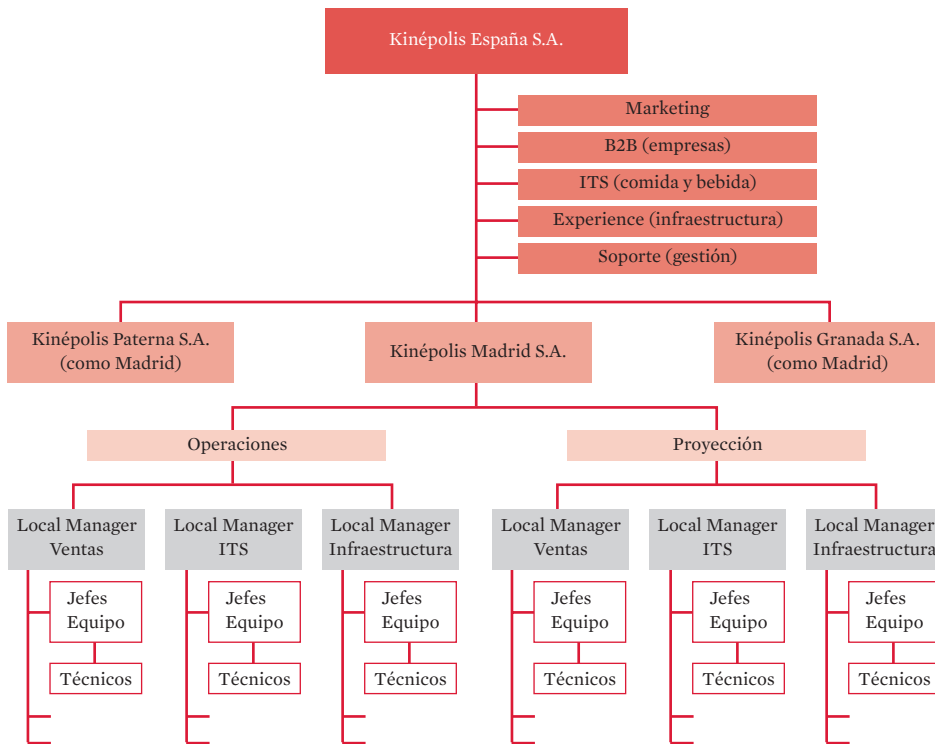 Kinépolis España S.A.
Marketing
B2B (empresas)
ITS (comida y bebida)
Experience (infraestructura)
Soporte (gestión)
Kinépolis Paterna S.A.
(como Madrid)
Kinépolis Madrid S.A.
Kinépolis Granada S.A.
(como Madrid)
Operaciones
Proyección
Local Manager
Ventas
Local Manager
ITS
Local Manager
Infraestructura
Local Manager
Ventas
Local Manager
ITS
Local Manager
Infraestructura
Jefes
Equipo
Jefes
Equipo
Jefes
Equipo
Jefes
Equipo
Jefes
Equipo
Jefes
Equipo
Técnicos
Técnicos
Técnicos
Técnicos
Técnicos
Técnicos